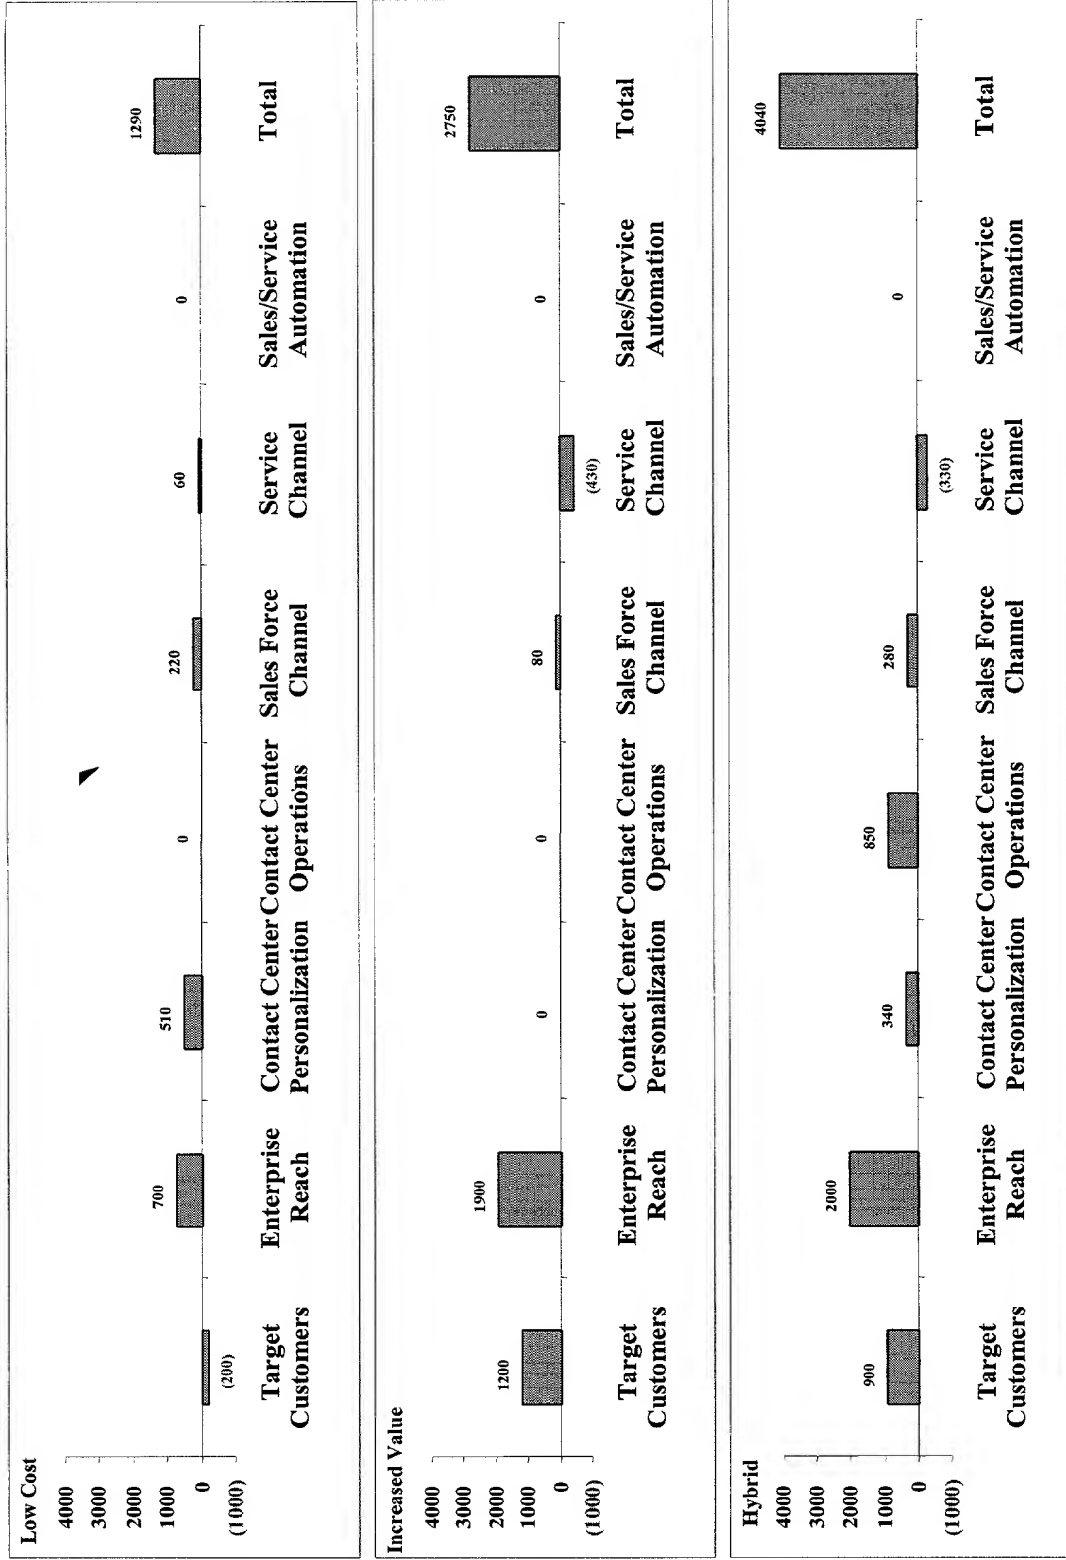 Low Cost
4000
3000
2000
1000
0
(1000)
(200)
700
510
0
220
60
0
1290
Target Customers
Enterprise Reach
Contact Center Personalization
Contact Center Operations
Sales Force Channel
Service Channel
Sales/Service Automation
Total
Increased Value
4000
3000
2000
1000
0
(1000)
1200
1900
0
0
80
(430)
0
2750
Target Customers
Enterprise Reach
Contact Center Personalization
Contact Center Operations
Sales Force Channel
Service Channel
Sales/Service Automation
Total
Hybrid
4000
3000
2000
1000
0
(1000)
900
2000
340
850
280
(330)
0
4040
Target Customers
Enterprise Reach
Contact Center Personalization
Contact Center Operations
Sales Force Channel
Service Channel
Sales/Service Automation
Total